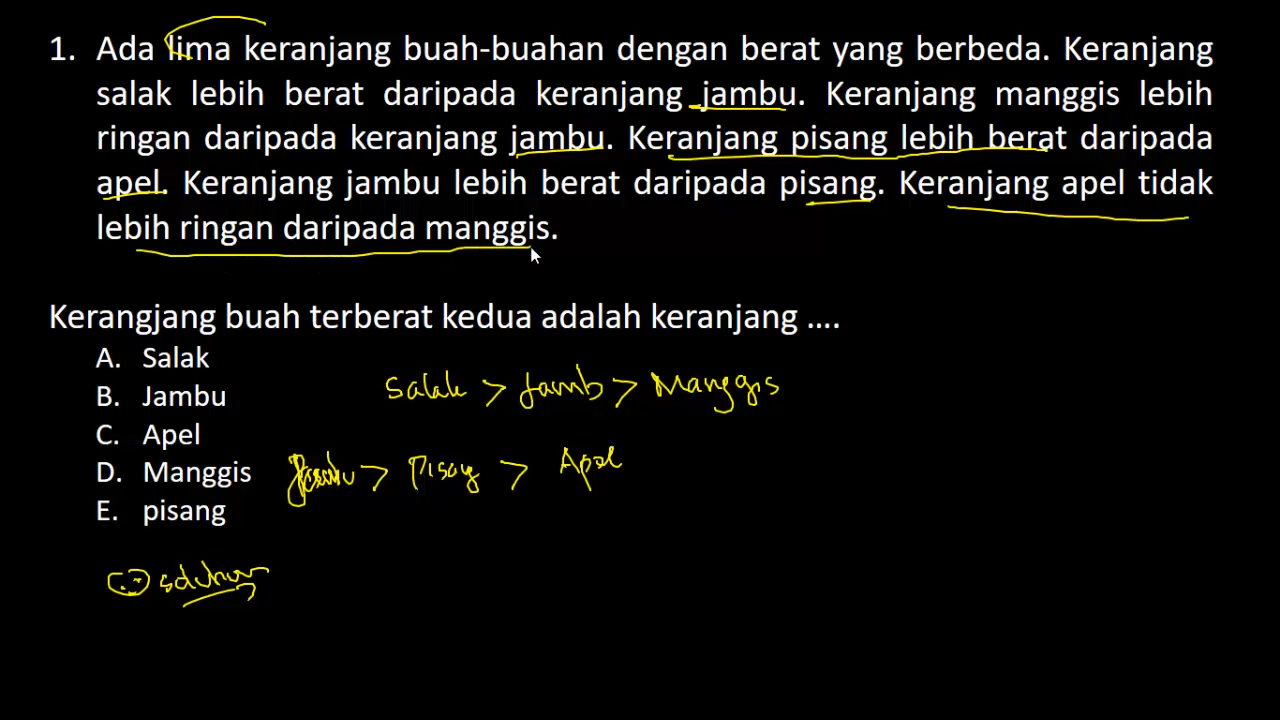 1. Ada lima keranjang buah-buahan dengan berat yang berbeda. Keranjang
salak lebih berat daripada keranjang jambu. Keranjang manggis lebih
ringan daripada keranjang jambu. Keranjang pisang lebih berat daripada
apel. Keranjang jambu lebih berat daripada pisang. Keranjang apel tidak
lebih ringan daripada manggis.
Kerangjang buah terberat kedua adalah keranjang ....
A. Salak
B. Jambu
C. Apel
D. Manggis
E. pisang
Salak > Jamb > Manggis
Jambu > Pisag > Apel